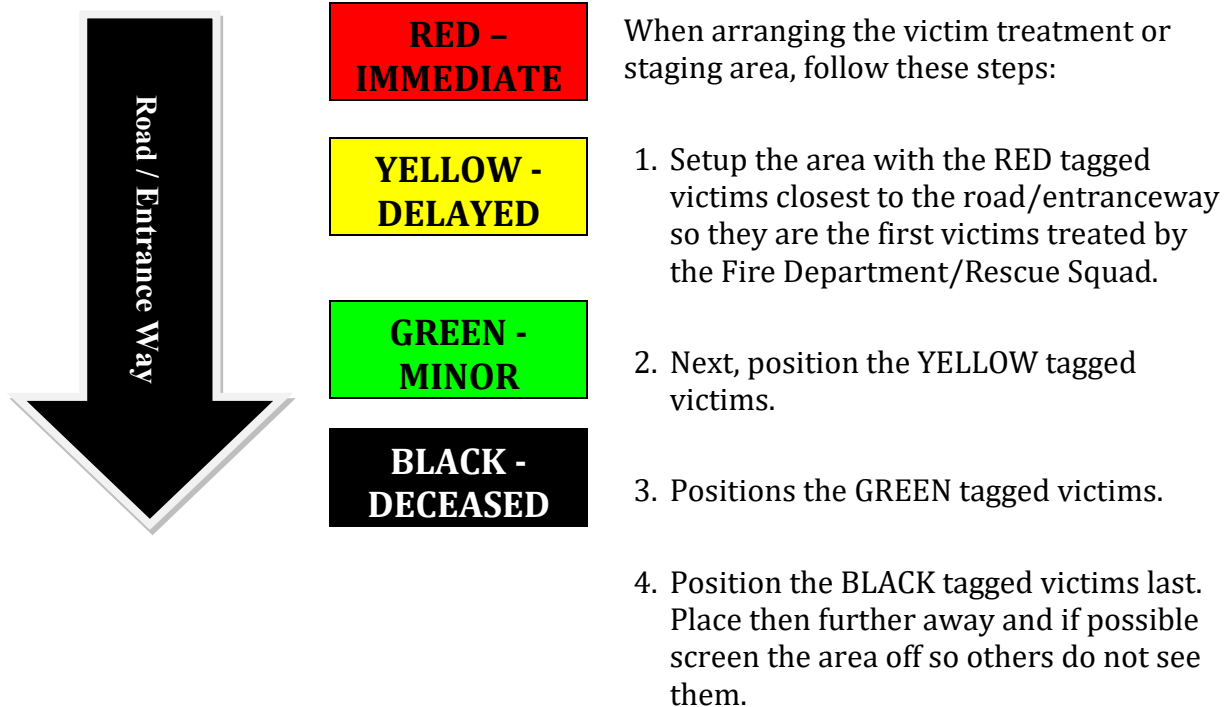 Road / Entrance Way
RED –
IMMEDIATE
YELLOW -
DELAYED
GREEN -
MINOR
BLACK -
DECEASED
When arranging the victim treatment or
staging area, follow these steps:
1. Setup the area with the RED tagged
victims closest to the road/entranceway
so they are the first victims treated by
the Fire Department/Rescue Squad.
2. Next, position the YELLOW tagged
victims.
3. Positions the GREEN tagged victims.
4. Position the BLACK tagged victims last.
Place then further away and if possible
screen the area off so others do not see
them.